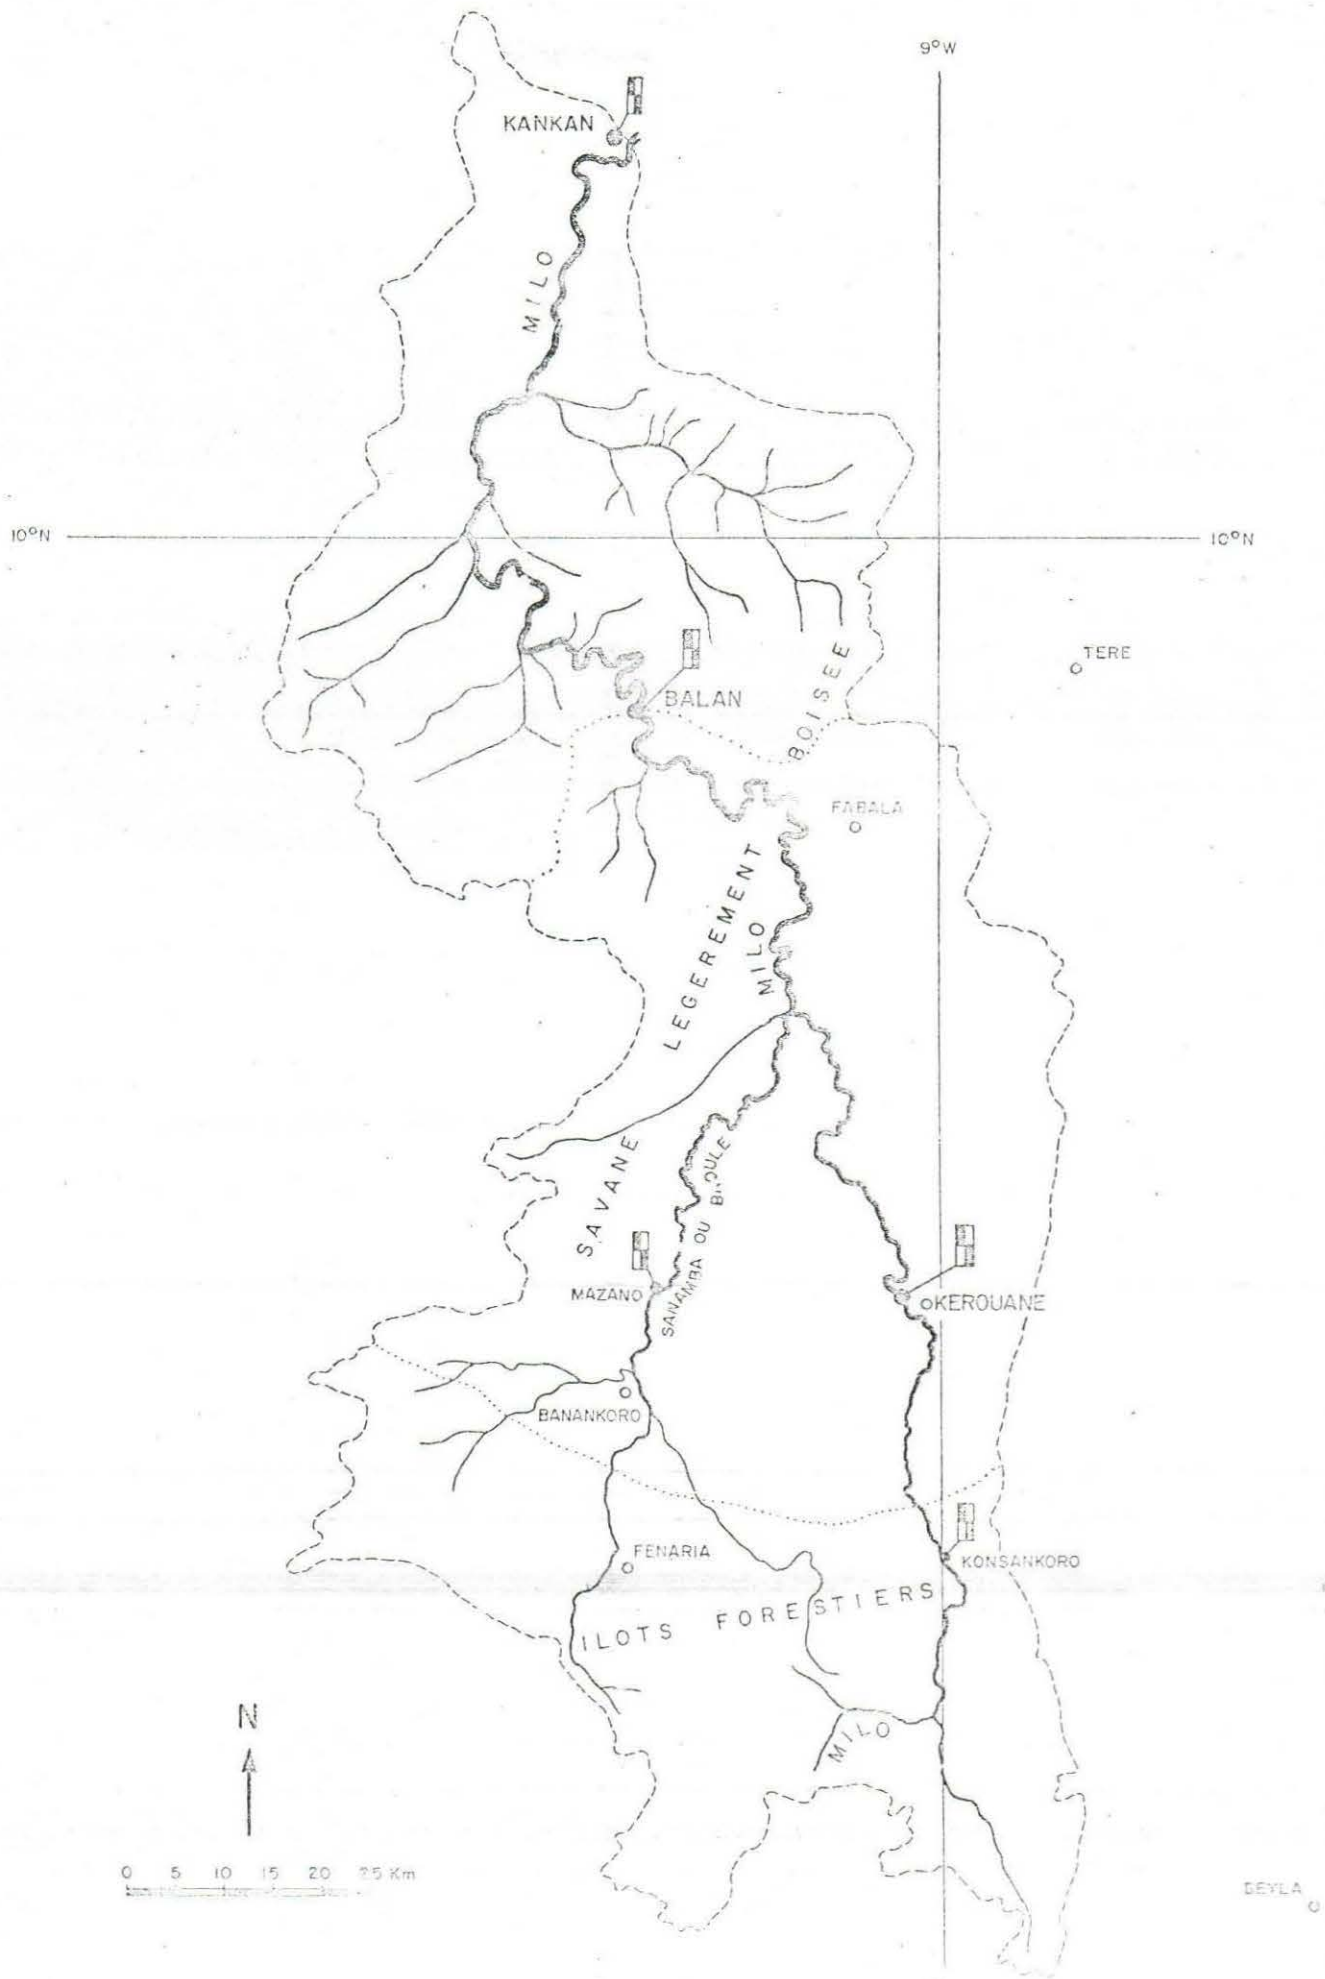 9°W
KANKAN
MILO
10°N
10°N
TERE
BALAN
BOISEE
FABALA
LEGEREMENT
MILO
SAVANE
SANAMBA OU
MAZANO
KEROUANE
BANANKORO
FENARIA
KONSANKORO
ILOTS FORESTIERS
MILO
N
0 5 10 15 20 25 Km
BEYLA